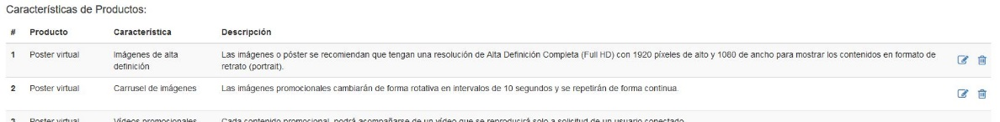 Características de Productos:
# Producto Característica Descripción
1 Poster virtual Imágenes de alta definición Las imágenes o póster se recomiendan que tengan una resolución de Alta Definición Completa (Full HD) con 1920 píxeles de alto y 1080 de ancho para mostrar los contenidos en formato de retrato (portrait).
2 Poster virtual Carrusel de imágenes Las imágenes promocionales cambiarán de forma rotativa en intervalos de 10 segundos y se repetirán de forma continua.
3 Poster virtual Vídeos promocionales Cada contenido promocional, podrá acompañarse de un vídeo que se reproducirá solo a solicitud de un usuario conectado.